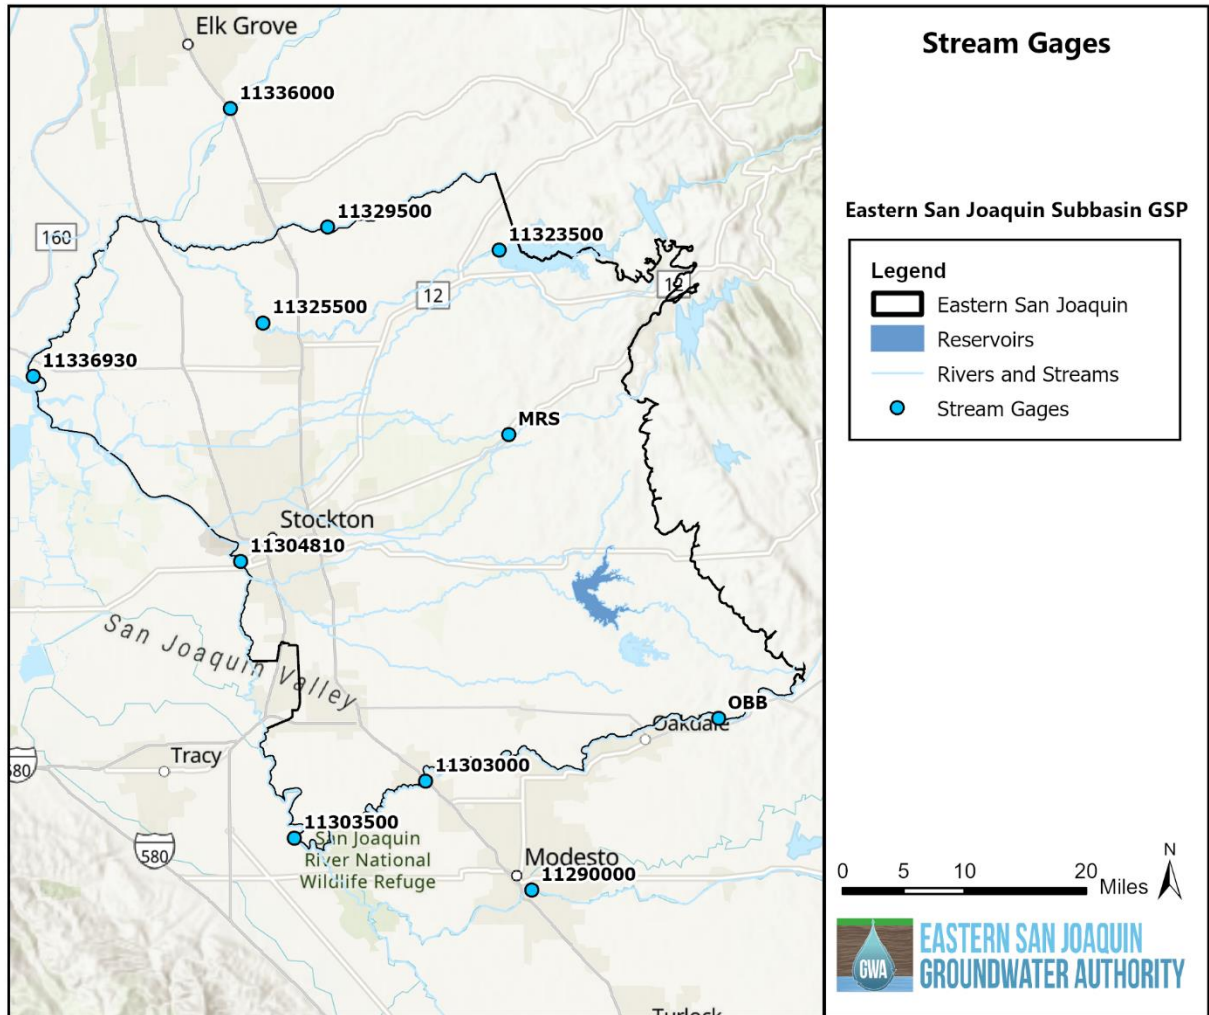 Stream Gages
Eastern San Joaquin Subbasin GSP
Legend
Eastern San Joaquin
Reservoirs
Rivers and Streams
Stream Gages
Elk Grove
11336000
11329500
160
11323500
12
12
11325500
11336930
MRS
Stockton
11304810
San Joaquin Valley
OBB
Oakdale
Tracy
580
11303000
11303500
580
San Joaquin
River National
Wildlife Refuge
Modesto
11290000
0 5 10 20 Miles
N
GWA
EASTERN SAN JOAQUIN
GROUNDWATER AUTHORITY
Turlock